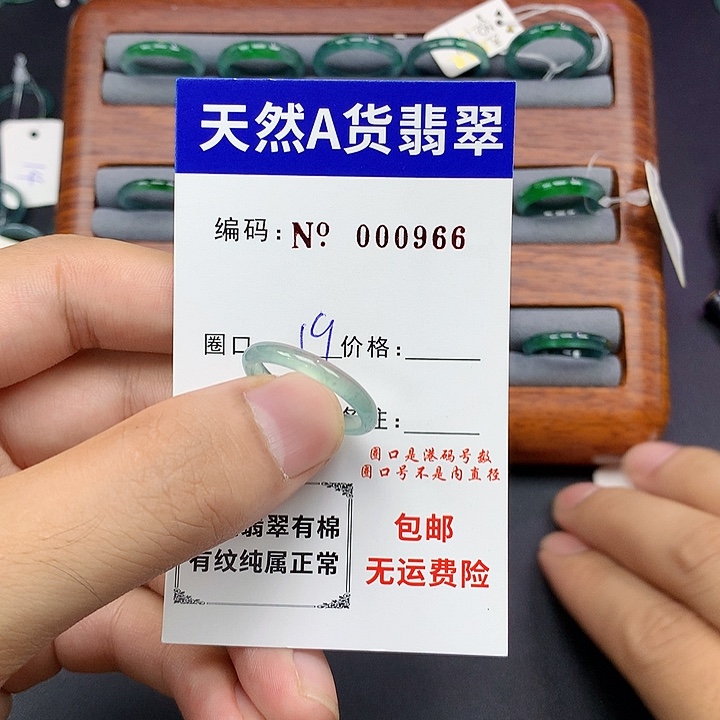 天然A货翡翠
编码：Nº 000966
圈口 19 价格：
注：
圈口是港码号数
圈口号不是内直径
翡翠有棉
有纹纯属正常
包邮
无运费险